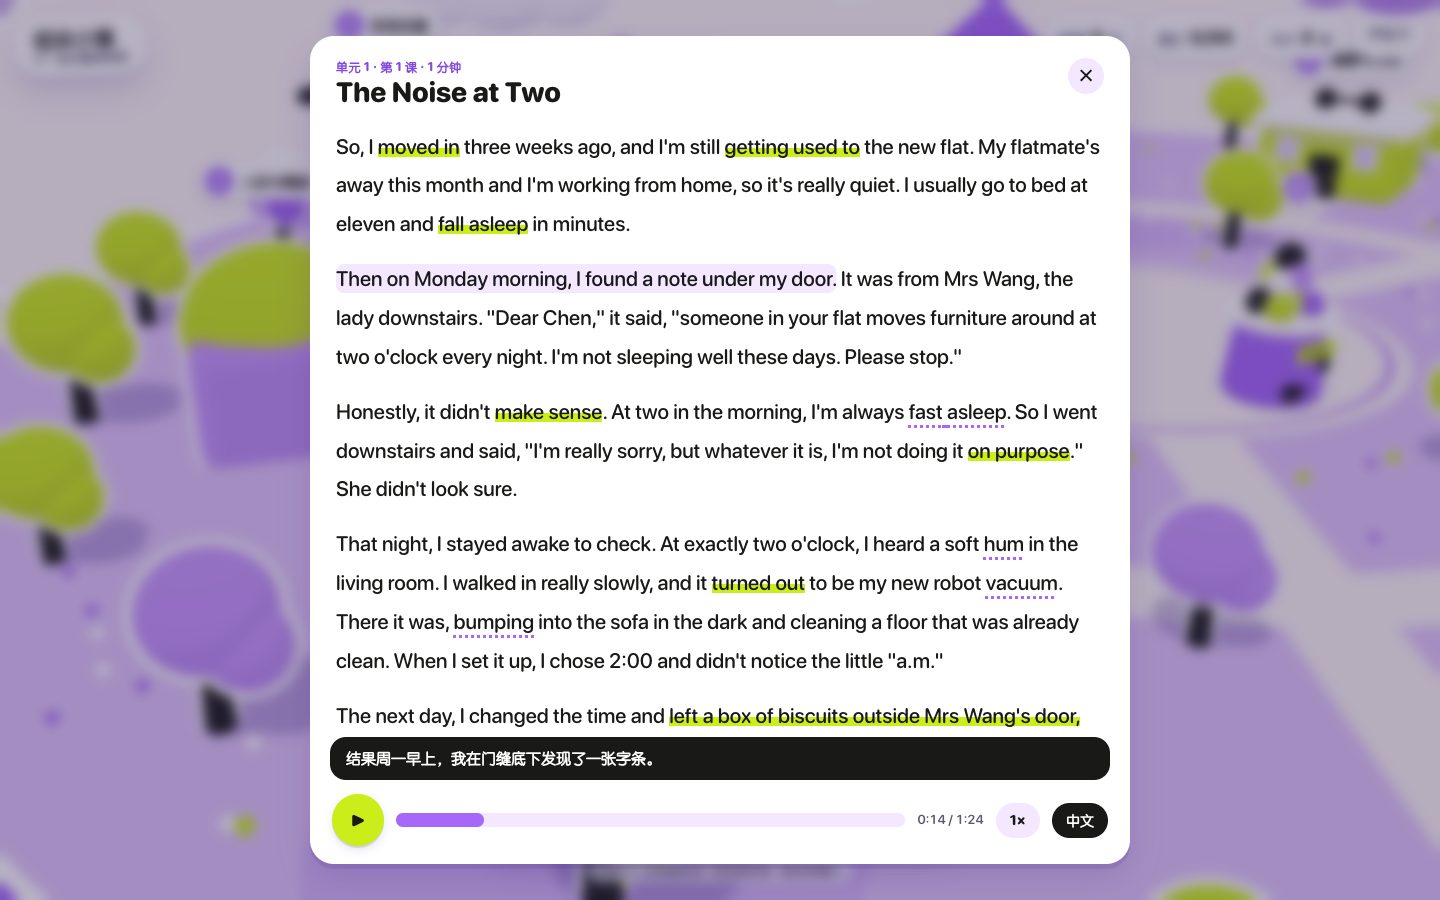 单元 1 · 第 1 课 · 1 分钟
The Noise at Two
So, I moved in three weeks ago, and I'm still getting used to the new flat. My flatmate's
away this month and I'm working from home, so it's really quiet. I usually go to bed at
eleven and fall asleep in minutes.
Then on Monday morning, I found a note under my door. It was from Mrs Wang, the
lady downstairs. "Dear Chen," it said, "someone in your flat moves furniture around at
two o'clock every night. I'm not sleeping well these days. Please stop."
Honestly, it didn't make sense. At two in the morning, I'm always fast asleep. So I went
downstairs and said, "I'm really sorry, but whatever it is, I'm not doing it on purpose."
She didn't look sure.
That night, I stayed awake to check. At exactly two o'clock, I heard a soft hum in the
living room. I walked in really slowly, and it turned out to be my new robot vacuum.
There it was, bumping into the sofa in the dark and cleaning a floor that was already
clean. When I set it up, I chose 2:00 and didn't notice the little "a.m."
The next day, I changed the time and left a box of biscuits outside Mrs Wang's door,
结果周一早上，我在门缝底下发现了一张字条。
0:14 / 1:24
1×
中文